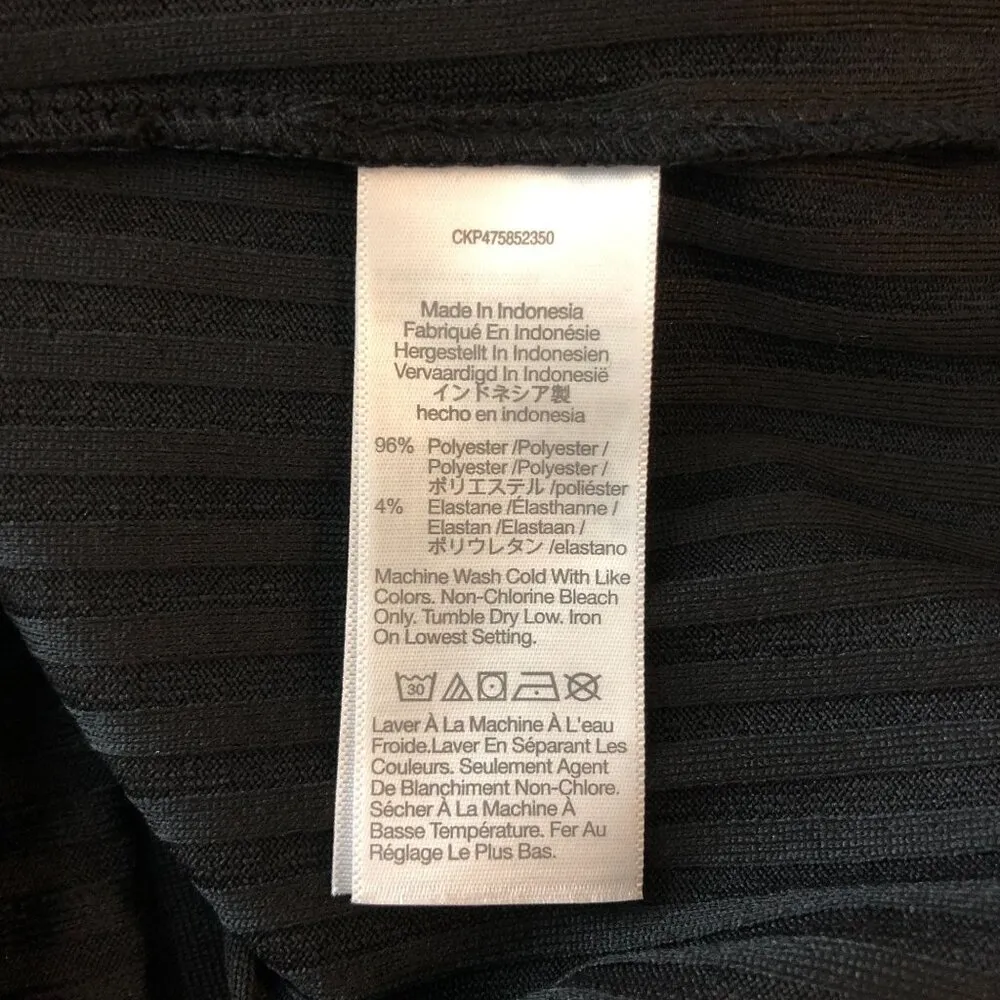 CKP475852350
Made In Indonesia
Fabriqué En Indonésie
Hergestellt In Indonesien
Vervaardigd In Indonesië
インドネシア製
hecho en indonesia
96% Polyester /Polyester /
Polyester /Polyester /
ポリエステル /poliéster
4% Elastane /Élasthanne /
Elastan /Elastaan /
ポリウレタン /elastano
Machine Wash Cold With Like
Colors. Non-Chlorine Bleach
Only. Tumble Dry Low. Iron
On Lowest Setting.
30
Laver À La Machine À L'eau
Froide.Laver En Séparant Les
Couleurs. Seulement Agent
De Blanchiment Non-Chlore.
Sécher À La Machine À
Basse Température. Fer Au
Réglage Le Plus Bas.